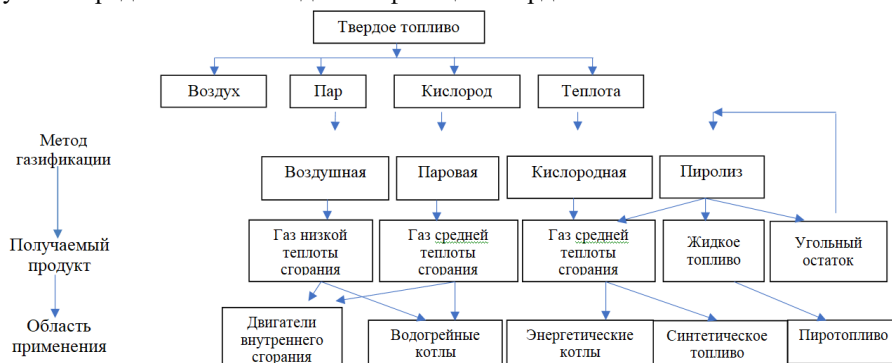 Твердое топливо
Воздух
Пар
Кислород
Теплота
Метод
газификации
Воздушная
Паровая
Кислородная
Пиролиз
Получаемый
продукт
Газ низкой
теплоты
сгорания
Газ средней
теплоты
сгорания
Газ средней
теплоты
сгорания
Жидкое
топливо
Угольный
остаток
Область
применения
Двигатели
внутреннего
сгорания
Водогрейные
котлы
Энергетические
котлы
Синтетическое
топливо
Пиротопливо